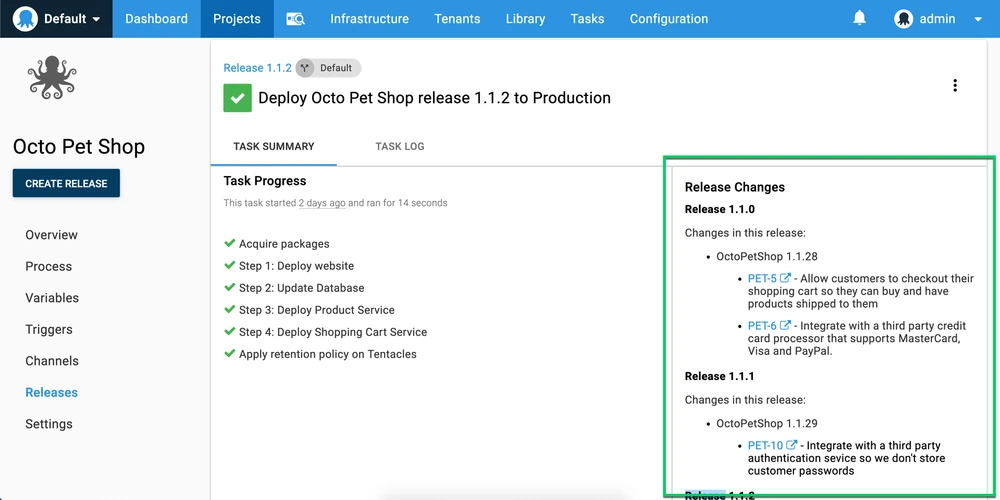 Default
Dashboard
Projects
Infrastructure
Tenants
Library
Tasks
Configuration
admin
Octo Pet Shop
CREATE RELEASE
Overview
Process
Variables
Triggers
Channels
Releases
Settings
Release 1.1.2 Default
Deploy Octo Pet Shop release 1.1.2 to Production
TASK SUMMARY
TASK LOG
Task Progress
This task started 2 days ago and ran for 14 seconds
Acquire packages
Step 1: Deploy website
Step 2: Update Database
Step 3: Deploy Product Service
Step 4: Deploy Shopping Cart Service
Apply retention policy on Tentacles
Release Changes
Release 1.1.0
Changes in this release:
• OctoPetShop 1.1.28
• PET-5 - Allow customers to checkout their
shopping cart so they can buy and have
products shipped to them
• PET-6 - Integrate with a third party credit
card processor that supports MasterCard,
Visa and PayPal.
Release 1.1.1
Changes in this release:
• OctoPetShop 1.1.29
• PET-10 - Integrate with a third party
authentication sevice so we don't store
customer passwords
Release 1.1.2